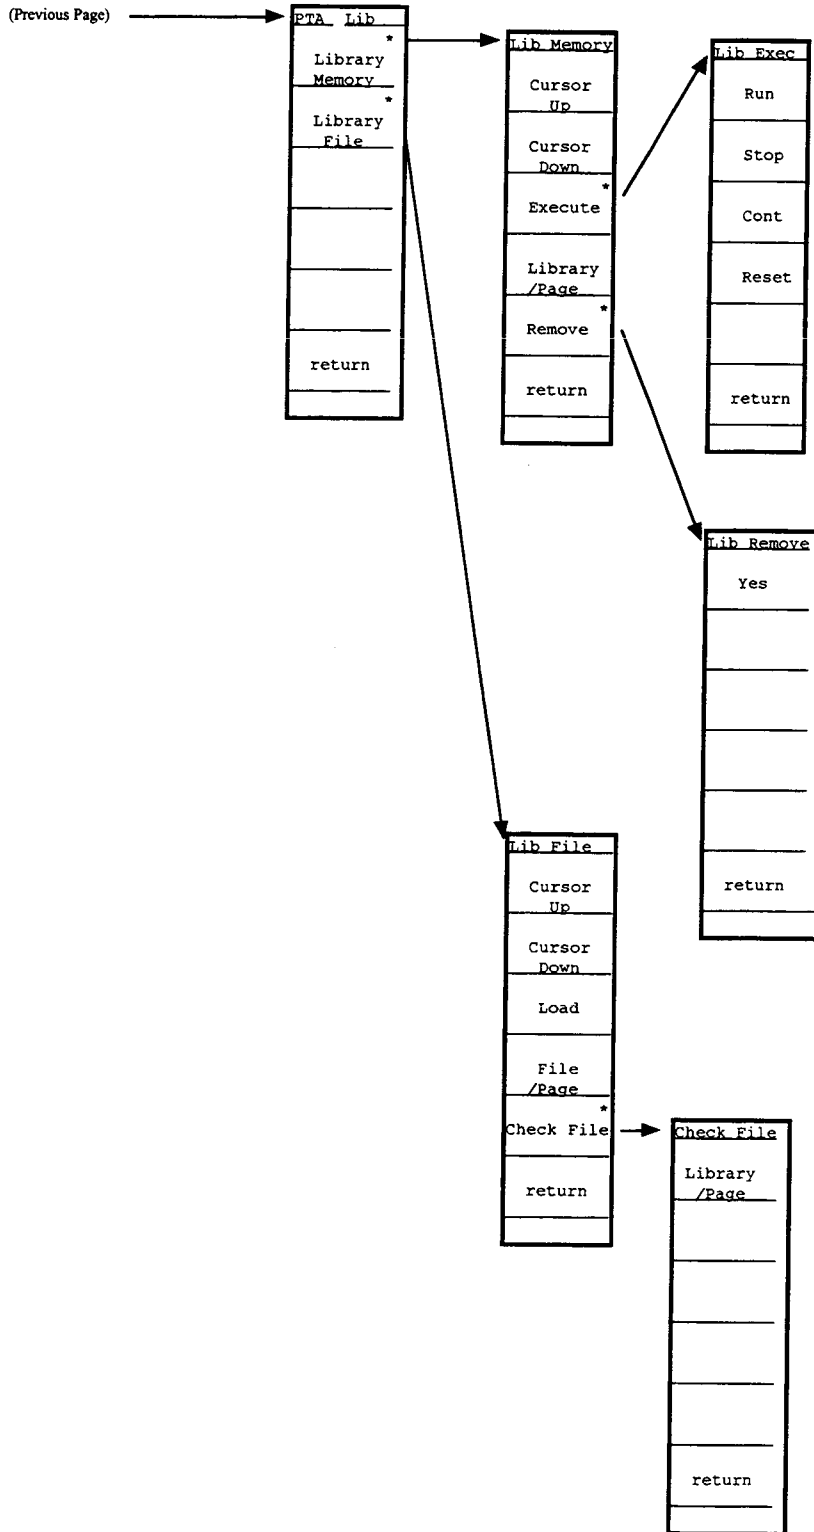 (Previous Page)
PTA Lib
*
Library
Memory
*
Library
File
return
Lib Memory
Cursor
Up
Cursor
Down
*
Execute
Library
/Page
*
Remove
return
Lib Exec
Run
Stop
Cont
Reset
return
Lib Remove
Yes
return
Lib File
Cursor
Up
Cursor
Down
Load
File
/Page
*
Check File
return
Check File
Library
/Page
return